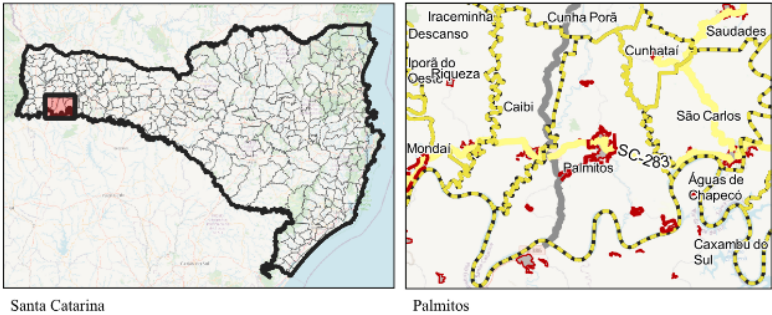 Iraceminha
Cunha Porã
Descanso
Saudades
Cunhataí
Iporã do
Oeste
Riqueza
Caibi
São Carlos
Mondaí
SC-283
Palmitos
Águas de
Chapecó
Caxambu do
Sul
Santa Catarina
Palmitos